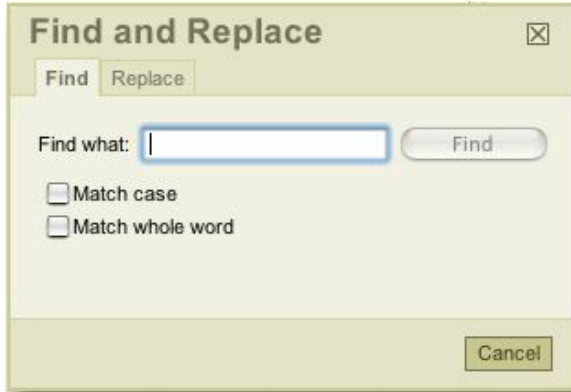 Find and Replace
Find Replace
Find what: Find
Match case
Match whole word
Cancel